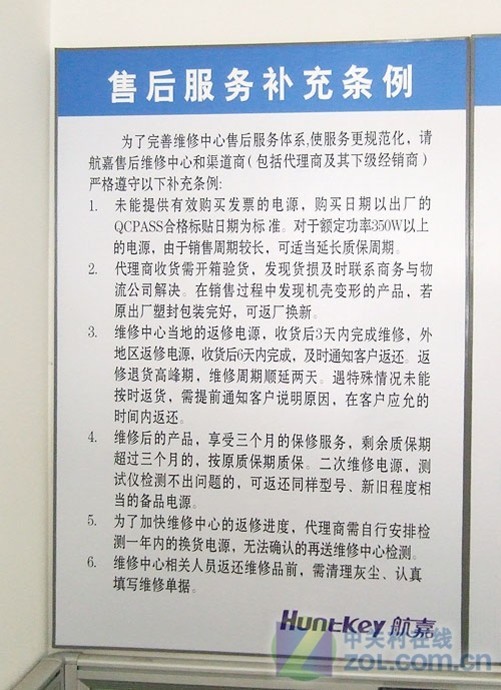 售后服务补充条例
为了完善维修中心售后服务体系,使服务更规范化，请
航嘉售后维修中心和渠道商（包括代理商及其下级经销商）
严格遵守以下补充条例:
1. 未能提供有效购买发票的电源，购买日期以出厂的
QCPASS合格标贴日期为标准。对于额定功率350W以上
的电源，由于销售周期较长，可适当延长质保周期。
2. 代理商收货需开箱验货，发现货损及时联系商务与物
流公司解决。在销售过程中发现机壳变形的产品，若
原出厂塑封包装完好，可返厂换新。
3. 维修中心当地的返修电源，收货后3天内完成维修，外
地区返修电源，收货后6天内完成，及时通知客户返还。返
修退货高峰期，维修周期顺延两天。遇特殊情况未能
按时返货，需提前通知客户说明原因，在客户应允的
时间内返还。
4. 维修后的产品，享受三个月的保修服务，剩余质保期
超过三个月的，按原质保期质保。二次维修电源，测
试仪检测不出问题的，可返还同样型号、新旧程度相
当的备品电源。
5. 为了加快维修中心的返修进度，代理商需自行安排检
测一年内的换货电源，无法确认的再送维修中心检测。
6. 维修中心相关人员返还维修品前，需清理灰尘、认真
填写维修单据。
Huntkey 航嘉
中关村在线
zol.com.cn